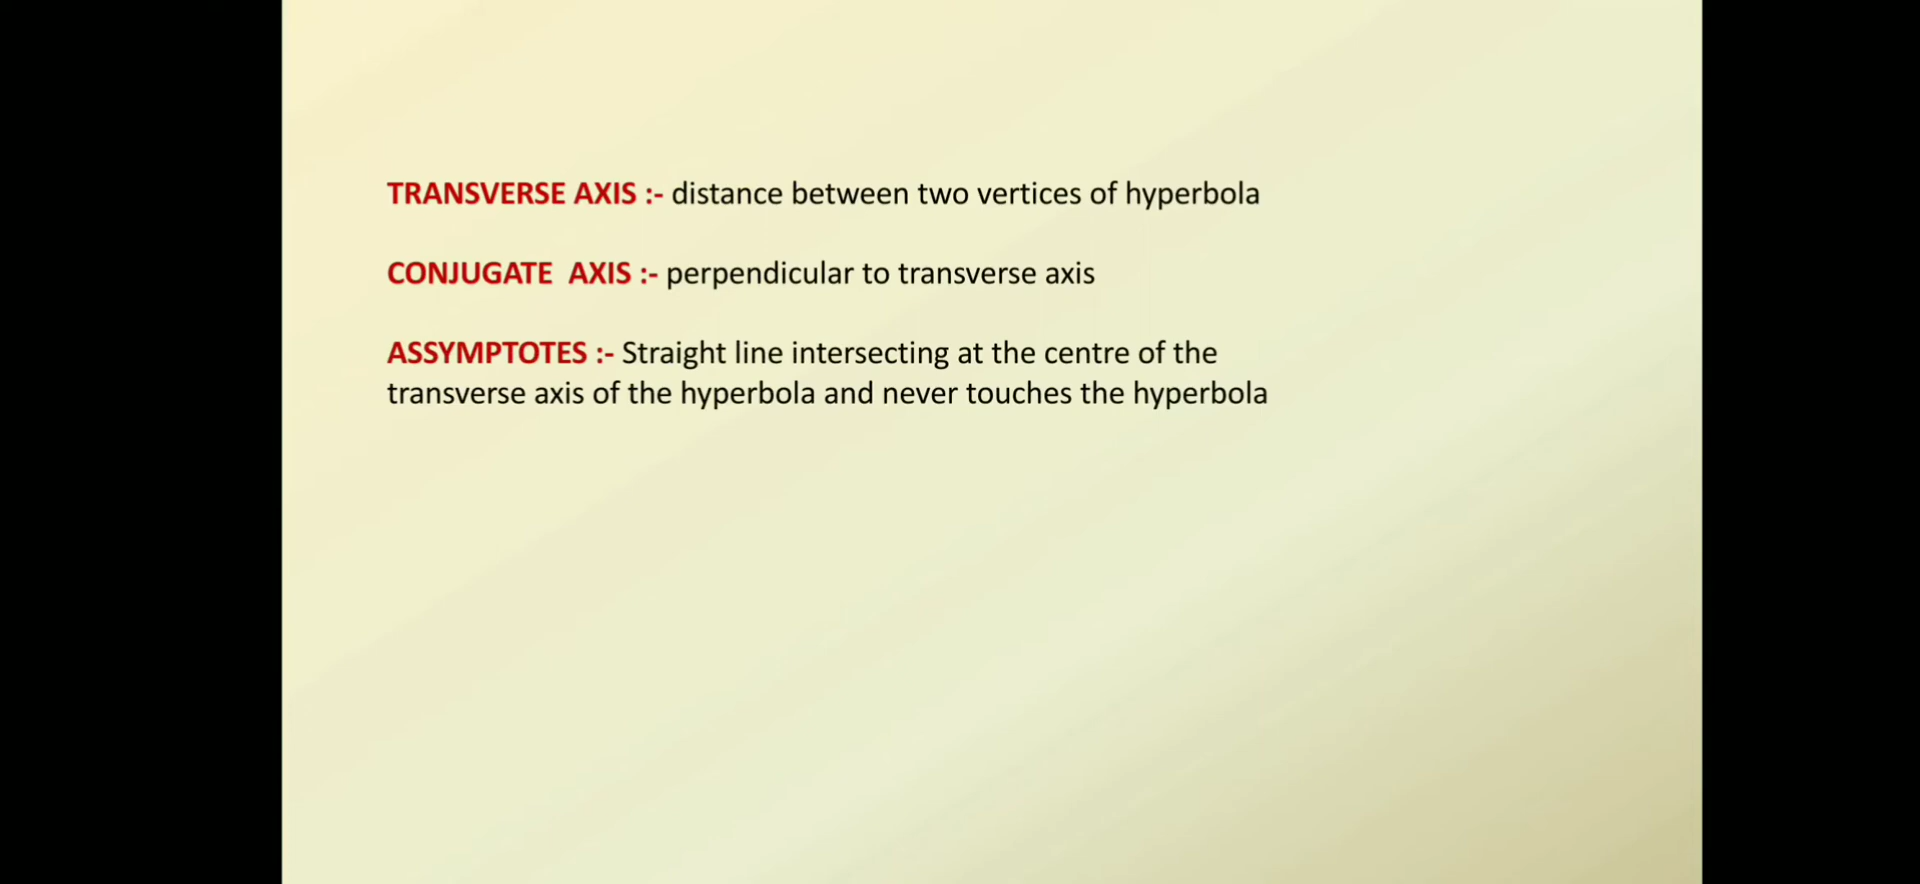 TRANSVERSE AXIS :- distance between two vertices of hyperbola
CONJUGATE  AXIS :- perpendicular to transverse axis
ASSYMPTOTES :- Straight line intersecting at the centre of the
transverse axis of the hyperbola and never touches the hyperbola